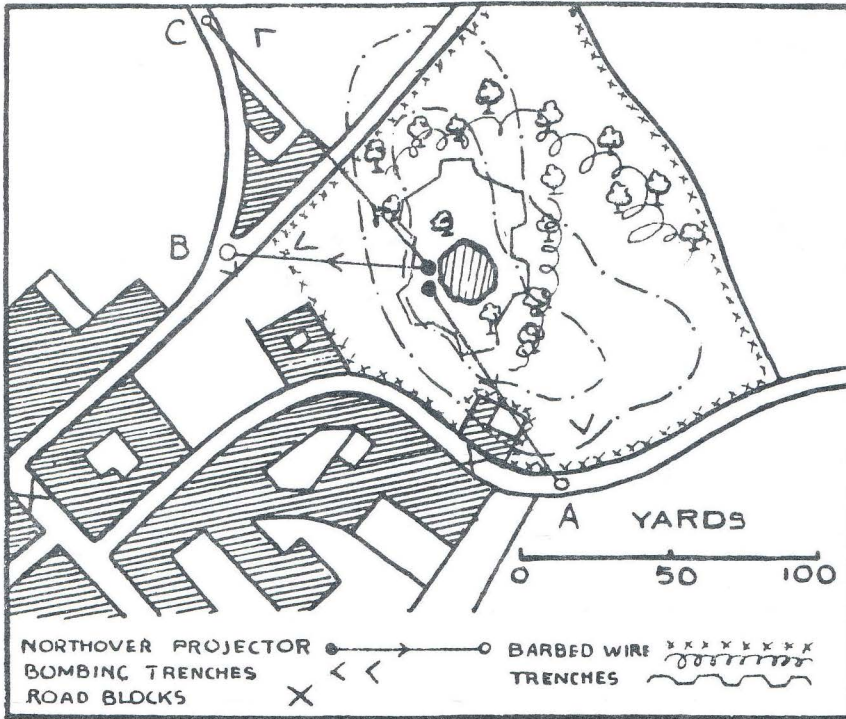 C
B
A
YARDS
0 50 100
NORTHOVER PROJECTOR
BARBED WIRE
BOMBING TRENCHES
TRENCHES
ROAD BLOCKS